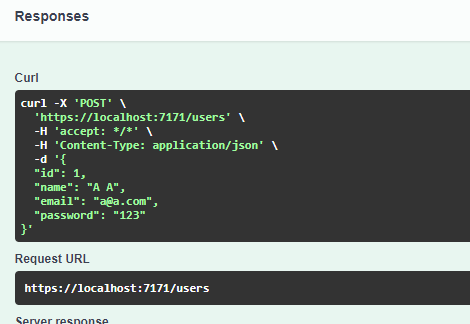 Responses
Curl
curl -X 'POST' \
  'https://localhost:7171/users' \
  -H 'accept: */*' \
  -H 'Content-Type: application/json' \
  -d '{
  "id": 1,
  "name": "A A",
  "email": "a@a.com",
  "password": "123"
}'
Request URL
https://localhost:7171/users
Server response